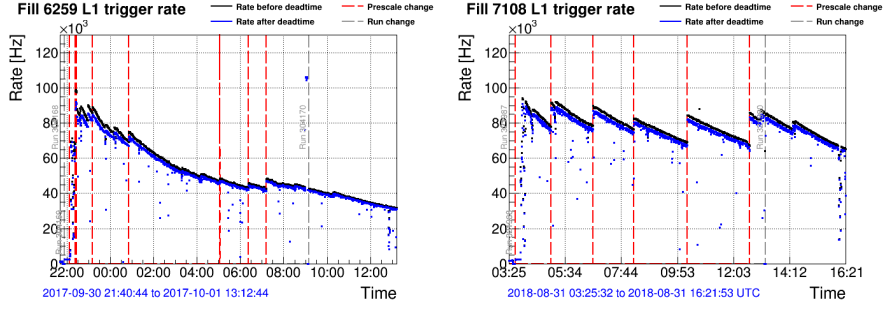 Fill 6259 L1 trigger rate
Rate before deadtime
Rate after deadtime
Prescale change
Run change
×10³
Rate [Hz]
120
100
80
60
40
20
0
Run 304170
22:00 00:00 02:00 04:00 06:00 08:00 10:00 12:00
2017-09-30 21:40:44 to 2017-10-01 13:12:44
Time
Fill 7108 L1 trigger rate
Rate before deadtime
Rate after deadtime
Prescale change
Run change
×10³
Rate [Hz]
120
100
80
60
40
20
0
03:25 05:34 07:44 09:53 12:03 14:12 16:21
2018-08-31 03:25:32 to 2018-08-31 16:21:53 UTC
Time